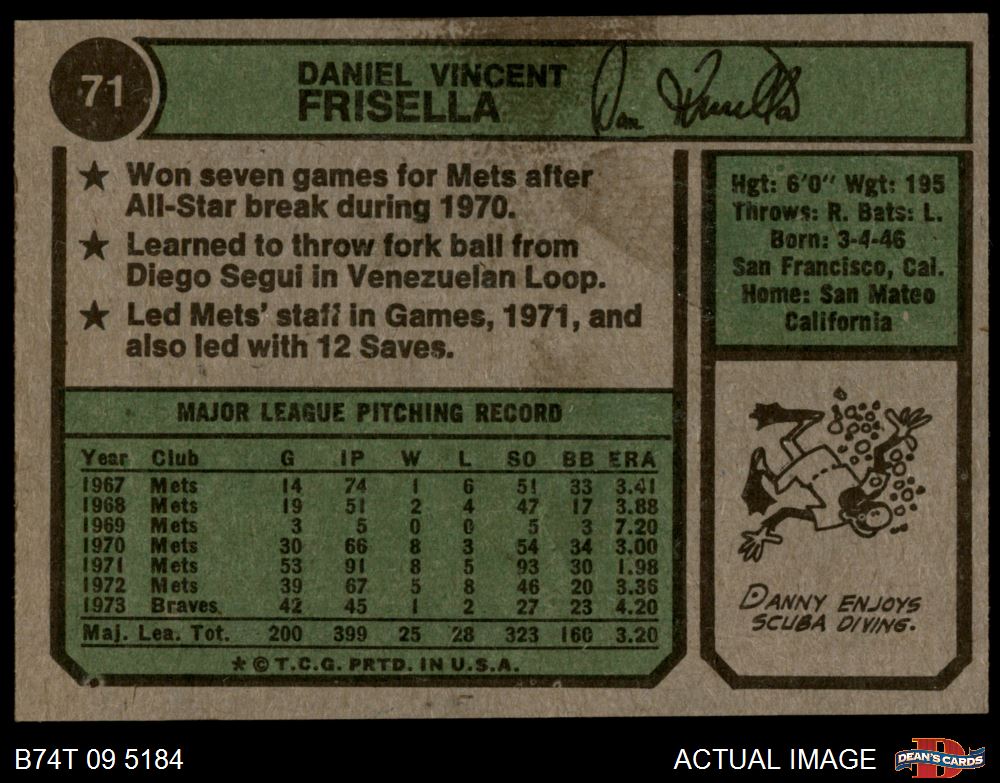 71
DANIEL VINCENT
FRISELLA
Dan Frisella
★ Won seven games for Mets after
All-Star break during 1970.
★ Learned to throw fork ball from
Diego Segui in Venezuelan Loop.
★ Led Mets' staff in Games, 1971, and
also led with 12 Saves.
Hgt: 6'0" Wgt: 195
Throws: R. Bats: L.
Born: 3-4-46
San Francisco, Cal.
Home: San Mateo
California
MAJOR LEAGUE PITCHING RECORD
Year Club G IP W L SO BB ERA
1967 Mets 14 74 1 6 51 33 3.41
1968 Mets 19 51 2 4 47 17 3.88
1969 Mets 3 5 0 0 5 3 7.20
1970 Mets 30 66 8 3 54 34 3.00
1971 Mets 53 91 8 5 93 30 1.98
1972 Mets 39 67 5 8 46 20 3.36
1973 Braves 42 45 1 2 27 23 4.20
Maj. Lea. Tot. 200 399 25 28 323 160 3.20
★ © T.C.G. PRTD. IN U.S.A.
DANNY ENJOYS
SCUBA DIVING.
B74T 09 5184
ACTUAL IMAGE
D
DEAN'S CARDS